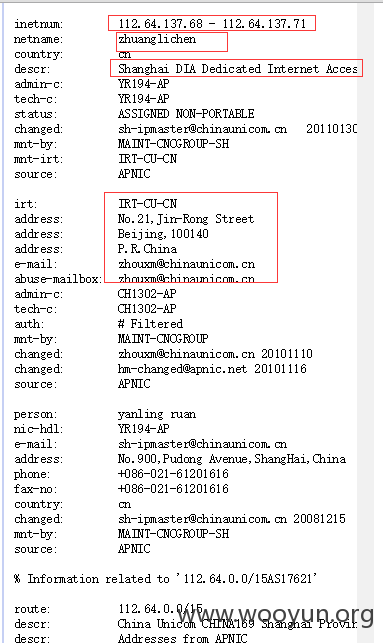 inetnum: 112.64.137.68 - 112.64.137.71
netname: zhuanglichen
country: cn
descr: Shanghai DIA Dedicated Internet Acces
admin-c: YR194-AP
tech-c: YR194-AP
status: ASSIGNED NON-PORTABLE
changed: sh-ipmaster@chinaunicom.cn 20110130
mnt-by: MAINT-CNCGROUP-SH
mnt-irt: IRT-CU-CN
source: APNIC
irt: IRT-CU-CN
address: No.21,Jin-Rong Street
address: Beijing,100140
address: P.R.China
e-mail: zhouxm@chinaunicom.cn
abuse-mailbox: zhouxm@chinaunicom.cn
admin-c: CH1302-AP
tech-c: CH1302-AP
auth: # Filtered
mnt-by: MAINT-CNCGROUP
changed: zhouxm@chinaunicom.cn 20101110
changed: hm-changed@apnic.net 20101116
source: APNIC
person: yanling ruan
nic-hdl: YR194-AP
e-mail: sh-ipmaster@chinaunicom.cn
address: No.900,Pudong Avenue,ShangHai,China
phone: +086-021-61201616
fax-no: +086-021-61201616
country: cn
changed: sh-ipmaster@chinaunicom.cn 20081215
mnt-by: MAINT-CNCGROUP-SH
source: APNIC
% Information related to '112.64.0.0/15AS17621'
route: 112.64.0.0/15
www.wooyun.org
descr: China Unicom CHINA169 Shanghai Provinc
descr: Addresses from APNIC